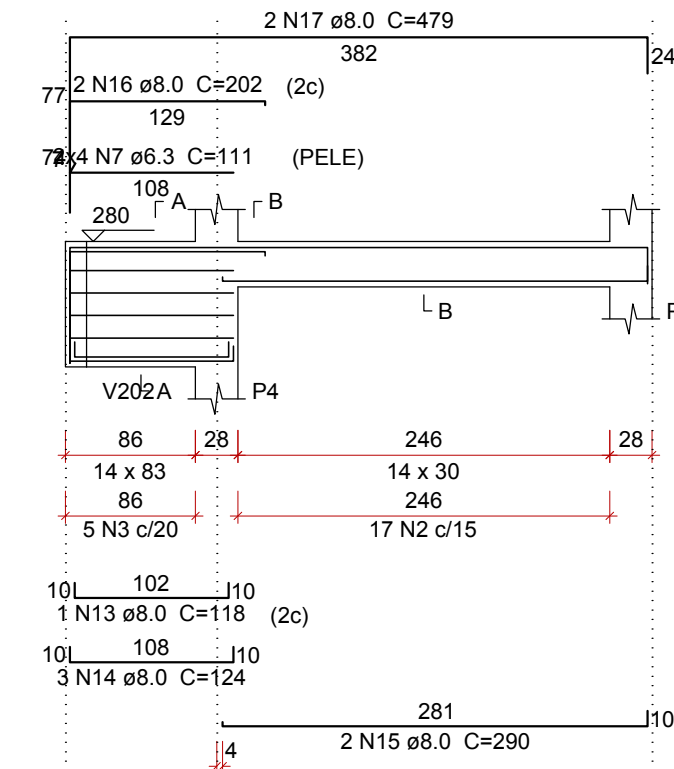 2 N17 ø8.0 C=479
382
24
77
2 N16 ø8.0 C=202 (2c)
129
2x4 N7 ø6.3 C=111 (PELE)
108
A
B
280
B
V202
A
P4
86
28
246
28
14 x 83
14 x 30
86
246
5 N3 c/20
17 N2 c/15
10
102
10
1 N13 ø8.0 C=118 (2c)
10
108
10
3 N14 ø8.0 C=124
281
10
2 N15 ø8.0 C=290
4